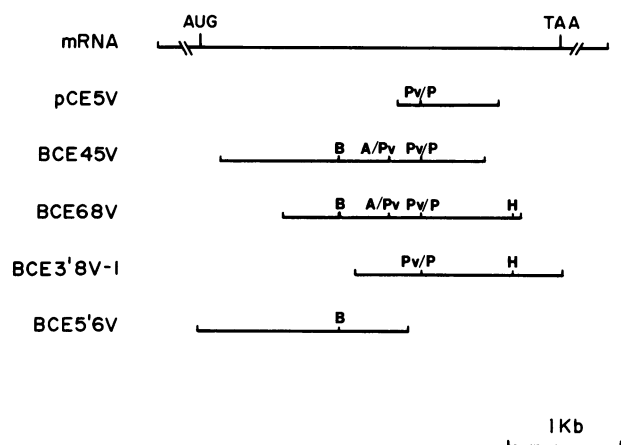 AUG TAA
mRNA
Pv/P
pCE5V
B A/Pv Pv/P
BCE45V
B A/Pv Pv/P H
BCE68V
Pv/P H
BCE3'8V-1
B
BCE5'6V
1Kb